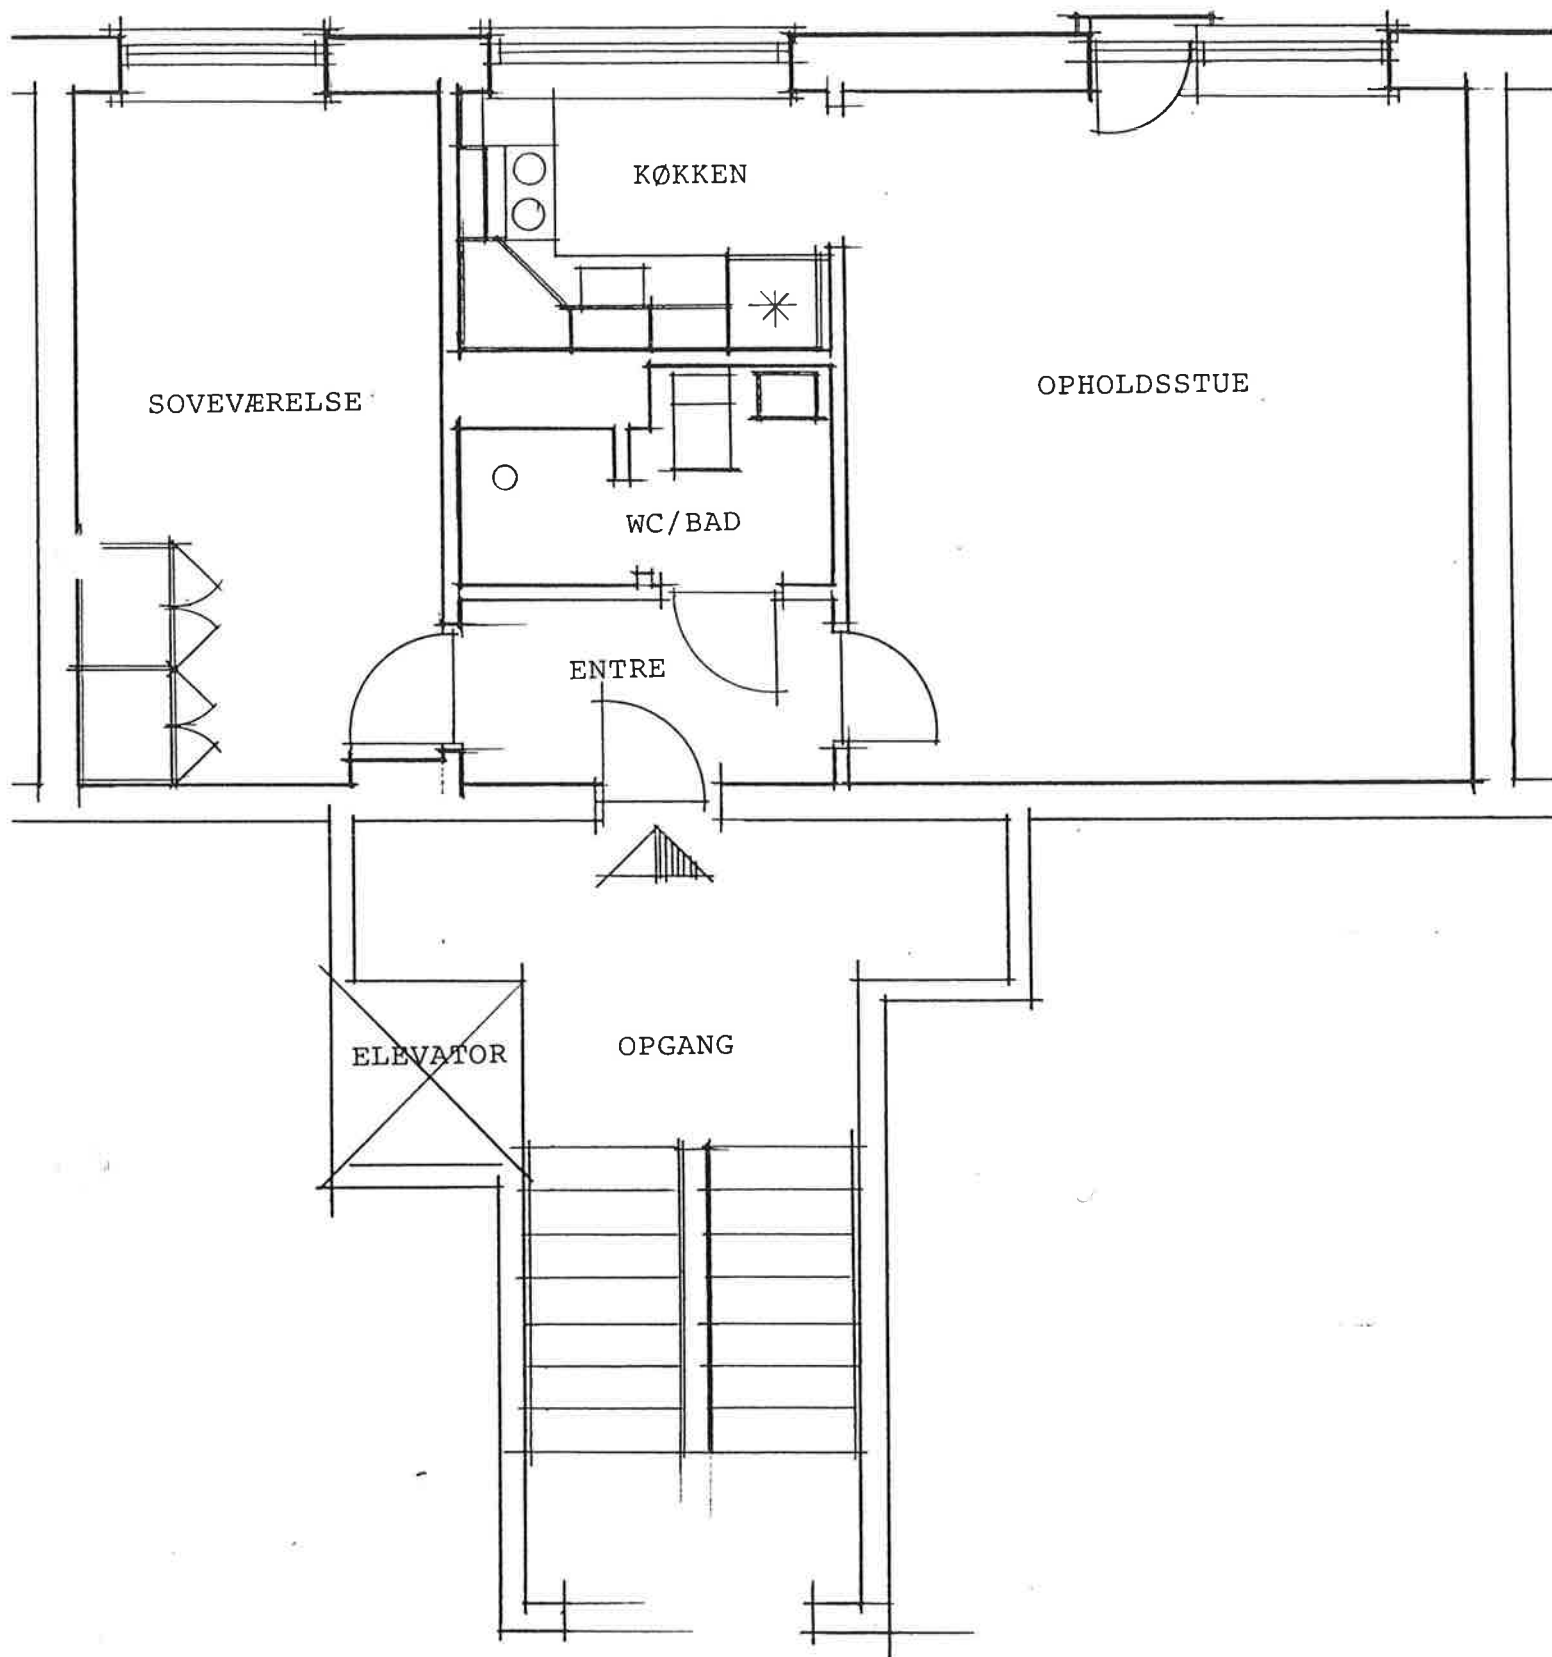 KØKKEN
SOVEVÆRELSE
OPHOLDSSTUE
WC/BAD
ENTRE
ELEVATOR
OPGANG